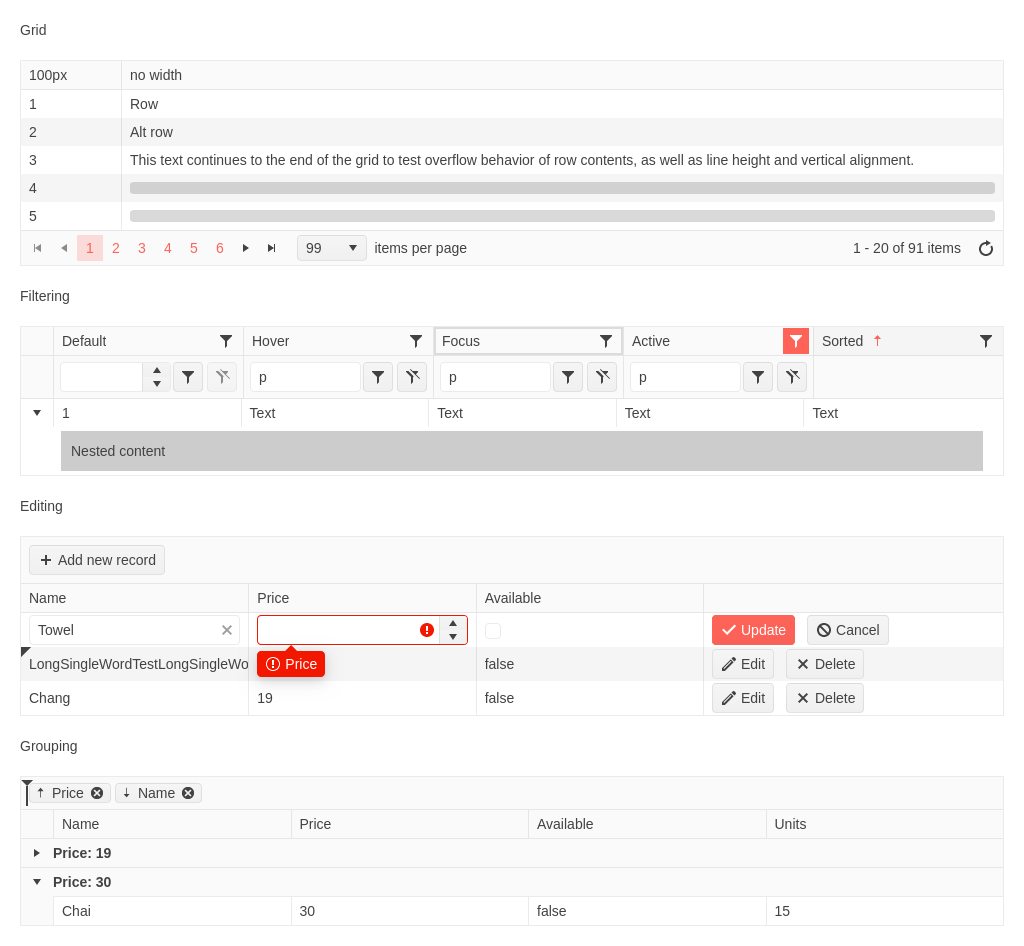 Grid
100px no width
1 Row
2 Alt row
3 This text continues to the end of the grid to test overflow behavior of row contents, as well as line height and vertical alignment.
4
5
1 2 3 4 5 6 99 items per page 1 - 20 of 91 items
Filtering
Default Hover Focus Active Sorted
p p p
1 Text Text Text Text
Nested content
Editing
Add new record
Name Price Available
Towel Update Cancel
LongSingleWordTestLongSingleWo Price false Edit Delete
Chang 19 false Edit Delete
Grouping
Price Name
Name Price Available Units
Price: 19
Price: 30
Chai 30 false 15